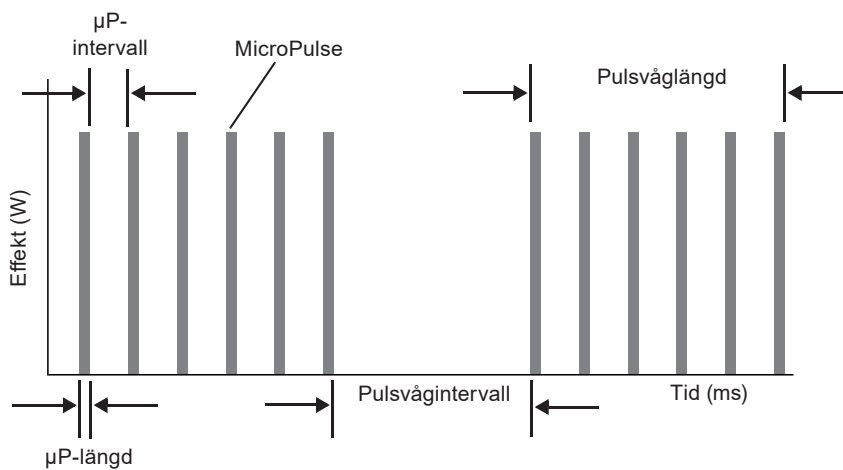 µP-
intervall
MicroPulse
Pulsvåglängd
Effekt (W)
Pulsvågintervall
Tid (ms)
µP-längd